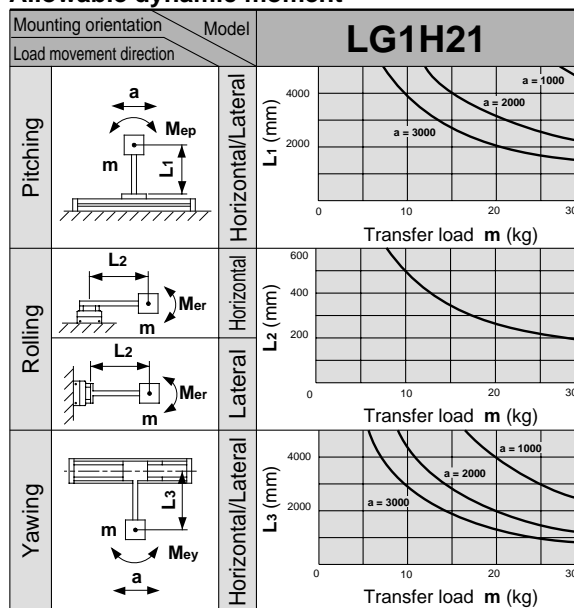 Allowable dynamic moment
Mounting orientation Model
Load movement direction
LG1H21
Pitching
a
Mep
m
L1
Horizontal/Lateral
L1 (mm)
4000
2000
a = 1000
a = 2000
a = 3000
0 10 20 30
Transfer load m (kg)
Rolling
L2
Mer
m
Horizontal
L2
Mer
m
Lateral
L2 (mm)
600
400
200
0 10 20 30
Transfer load m (kg)
Yawing
L3
m
Mey
a
Horizontal/Lateral
L3 (mm)
4000
2000
a = 1000
a = 2000
a = 3000
0 10 20 30
Transfer load m (kg)